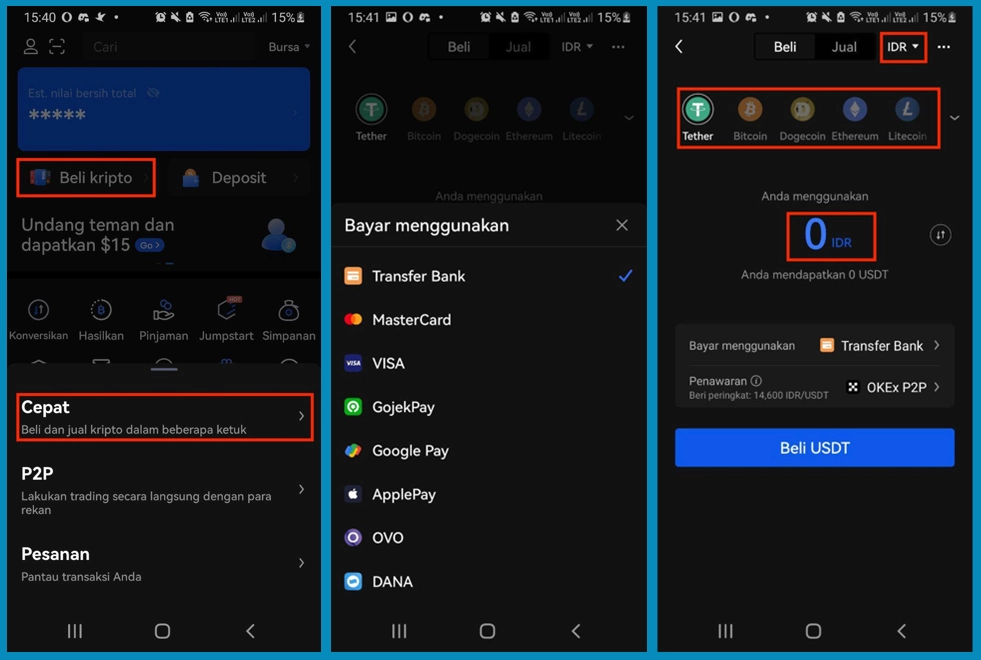 15:40
15%
Cari
Bursa
Est. nilai bersih total
*****
Beli kripto
Deposit
Undang teman dan
dapatkan $15 Go >
HOT
Konversikan Hasilkan Pinjaman Jumpstart Simpanan
Cepat
Beli dan jual kripto dalam beberapa ketuk
P2P
Lakukan trading secara langsung dengan para
rekan
Pesanan
Pantau transaksi Anda
15:41
15%
Beli Jual IDR
Tether Bitcoin Dogecoin Ethereum Litecoin
Anda menggunakan
Bayar menggunakan
Transfer Bank
MasterCard
VISA VISA
GojekPay
Google Pay
ApplePay
OVO
DANA
15:41
15%
Beli Jual IDR
Tether Bitcoin Dogecoin Ethereum Litecoin
Anda menggunakan
0 IDR
Anda mendapatkan 0 USDT
Bayar menggunakan Transfer Bank
Penawaran OKEx P2P
Beri peringkat: 14,600 IDR/USDT
Beli USDT